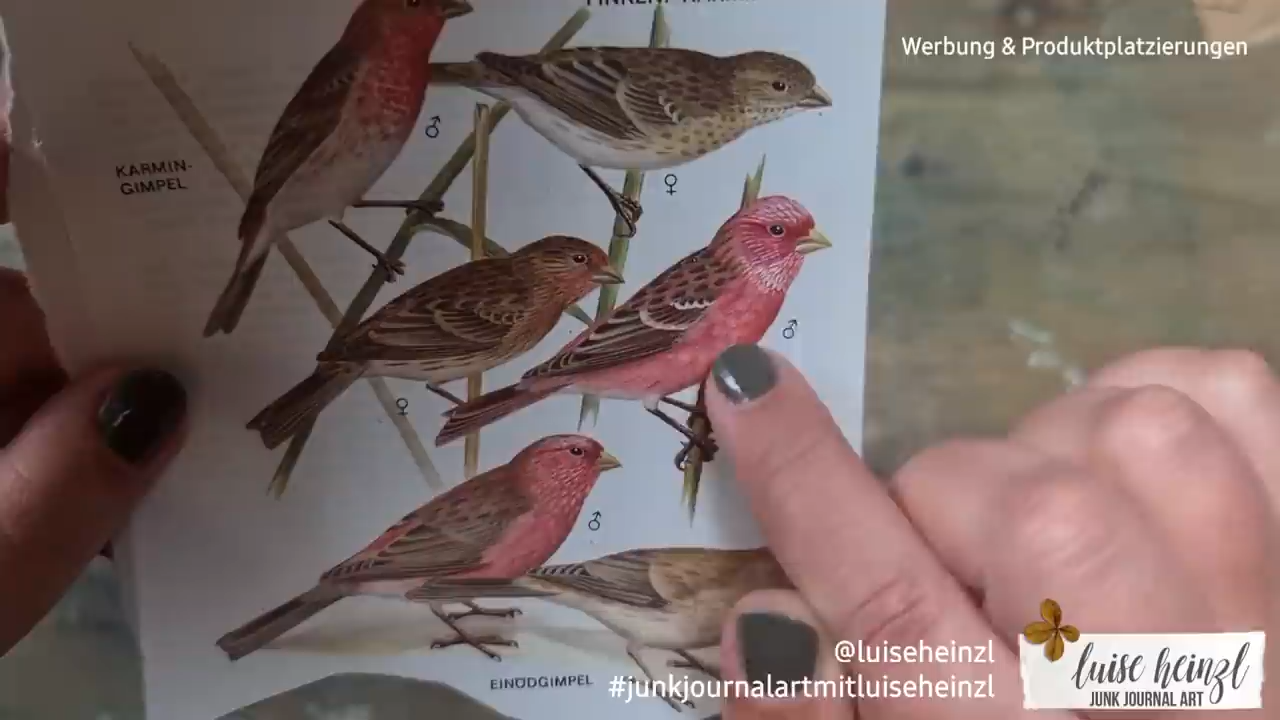 Werbung & Produktplatzierungen
♂
KARMIN-
GIMPEL
♀
♂
♀
♂
EINÖDGIMPEL
@luiseheinzl
#junkjournalartmitluiseheinzl
luise heinzl
JUNK JOURNAL ART